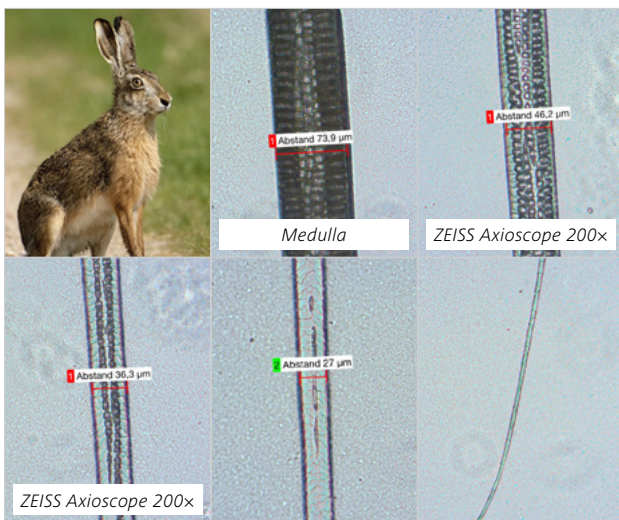 1 Abstand 73,9 µm
Medulla
1 Abstand 46,2 µm
ZEISS Axioscope 200×
1 Abstand 36,3 µm
ZEISS Axioscope 200×
2 Abstand 27 µm